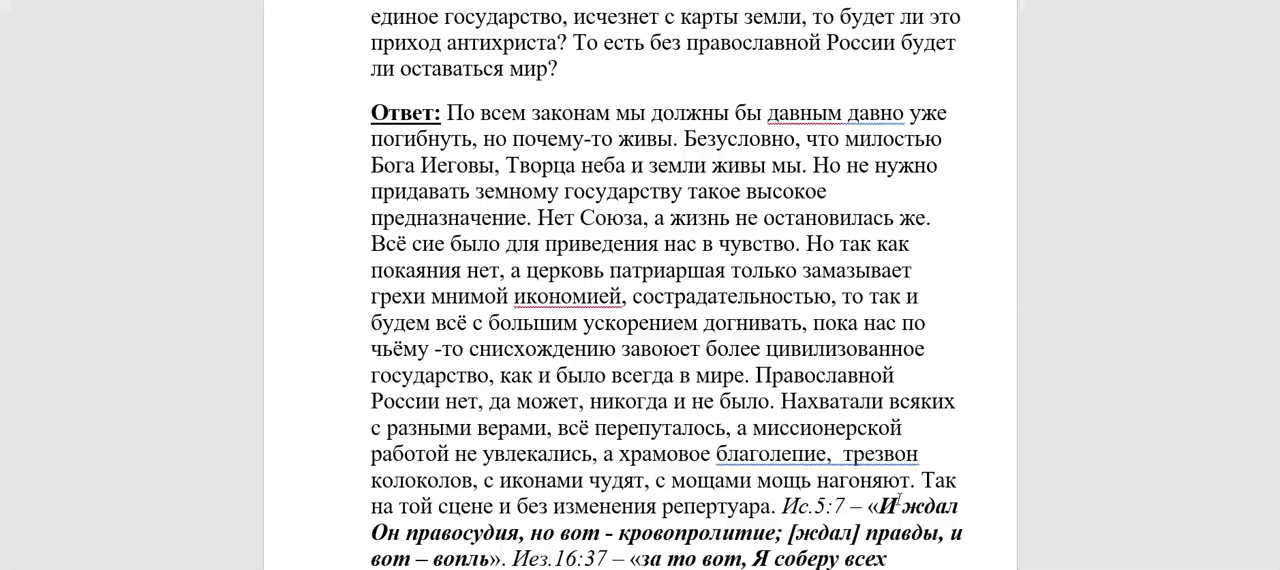 единое государство, исчезнет с карты земли, то будет ли это
приход антихриста? То есть без православной России будет
ли оставаться мир?
Ответ: По всем законам мы должны бы давным давно уже
погибнуть, но почему-то живы. Безусловно, что милостью
Бога Иеговы, Творца неба и земли живы мы. Но не нужно
придавать земному государству такое высокое
предназначение. Нет Союза, а жизнь не остановилась же.
Всё сие было для приведения нас в чувство. Но так как
покаяния нет, а церковь патриаршая только замазывает
грехи мнимой икономией, сострадательностью, то так и
будем всё с большим ускорением догнивать, пока нас по
чьёму -то снисхождению завоюет более цивилизованное
государство, как и было всегда в мире. Православной
России нет, да может, никогда и не было. Нахватали всяких
с разными верами, всё перепуталось, а миссионерской
работой не увлекались, а храмовое благолепие,  трезвон
колоколов, с иконами чудят, с мощами мощь нагоняют. Так
на той сцене и без изменения репертуара. Ис.5:7 – «И ждал
Он правосудия, но вот - кровопролитие; [ждал] правды, и
вот – вопль». Иез.16:37 – «за то вот, Я соберу всех